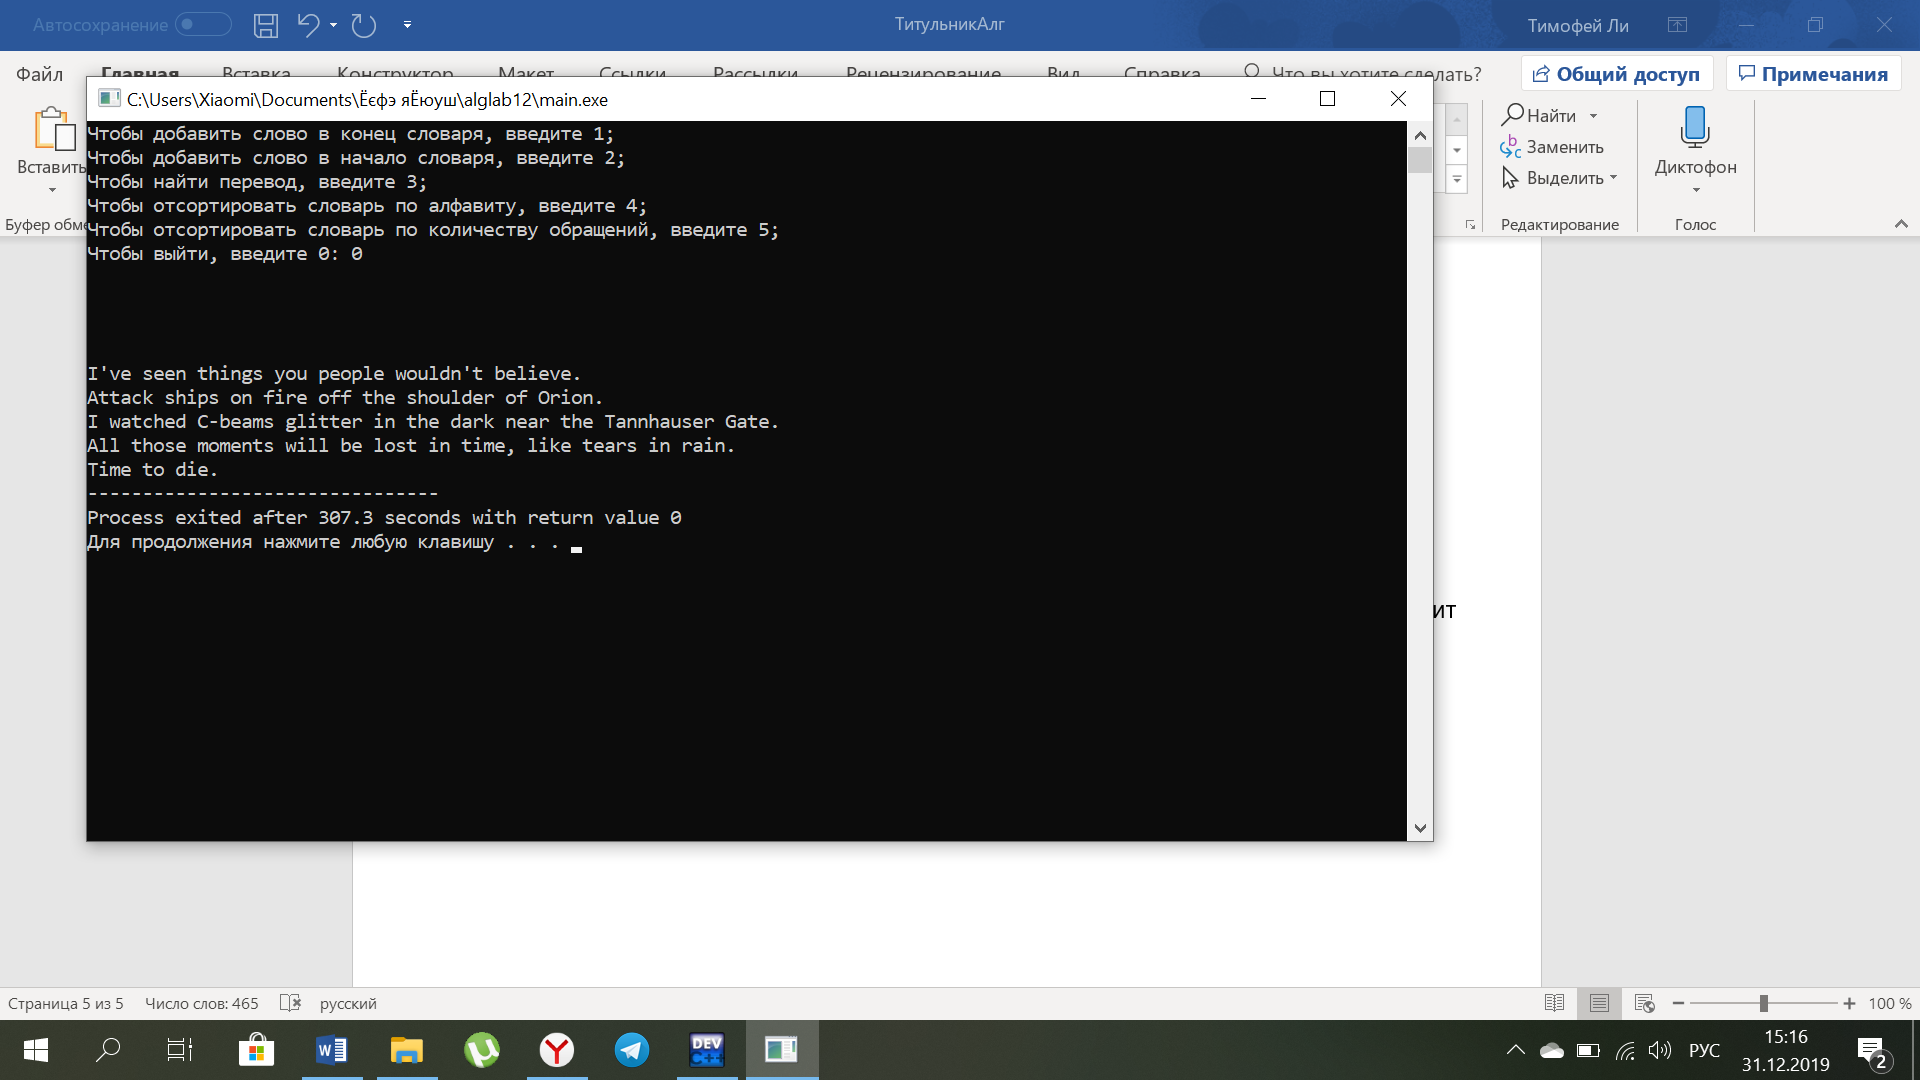 Автосохранение
ТитульникАлг
Тимофей Ли
Файл Главная Вставка Конструктор Макет Ссылки Рассылки Рецензирование Вид Справка Что вы хотите сделать? Общий доступ Примечания
C:\Users\Xiaomi\Documents\Ёєфэ яЁюуш\alglab12\main.exe
Вставить
Буфер обме
Найти
Заменить
Выделить
Редактирование
Диктофон
Голос
Чтобы добавить слово в конец словаря, введите 1;
Чтобы добавить слово в начало словаря, введите 2;
Чтобы найти перевод, введите 3;
Чтобы отсортировать словарь по алфавиту, введите 4;
Чтобы отсортировать словарь по количеству обращений, введите 5;
Чтобы выйти, введите 0: 0
I've seen things you people wouldn't believe.
Attack ships on fire off the shoulder of Orion.
I watched C-beams glitter in the dark near the Tannhauser Gate.
All those moments will be lost in time, like tears in rain.
Time to die.
--------------------------------
Process exited after 307.3 seconds with return value 0
Для продолжения нажмите любую клавишу . . .
ит
Страница 5 из 5 Число слов: 465 русский 100 %
W µ Y DEV C++ РУС 15:16
31.12.2019 2